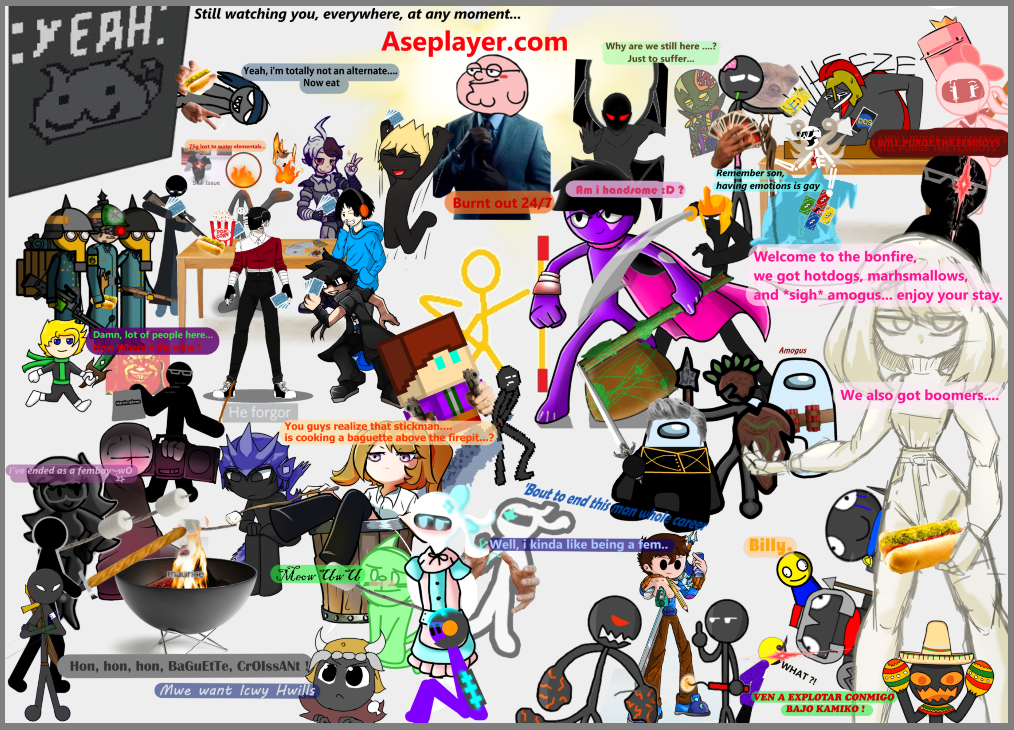 :YEAH:
Still watching you, everywhere, at any moment...
Aseplayer.com
Yeah, i'm totally not an alternate....
Now eat
Why are we still here ....?
Just to suffer...
Zfig lost to water elementals...
Skill Issue
Burnt out 24/7
Am i handsome :D ?
Remember son,
having emotions is gay
Welcome to the bonfire,
we got hotdogs, marhsmallows,
and *sigh* amogus... enjoy your stay.
Damn, lot of people here...
Amogus
We also got boomers....
He forgor
You guys realize that stickman....
is cooking a baguette above the firepit...?
I've ended as a femboy~wO
'Bout to end this man whole career
Well, i kinda like being a fem..
Billy.
maurice
Meow UwU
Hon, hon, hon, BaGuEtTe, CrOIssANt !
Mwe want Icwy Hwills
WHAT ?!
VEN A EXPLOTAR CONMIGO
BAJO KAMIKO !